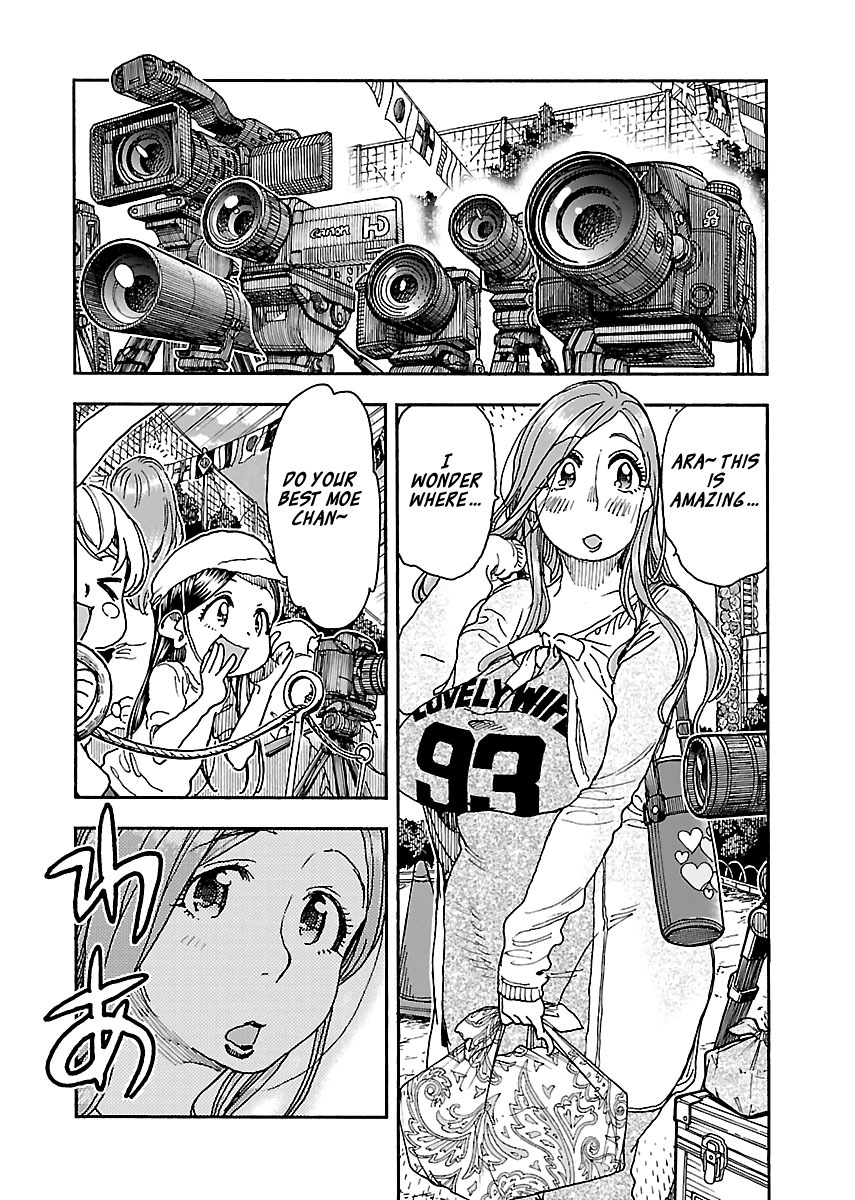 Canon HD
ARA~ THIS
IS
AMAZING...
I
WONDER
WHERE...
LOVELY WIFE
93
DO YOUR
BEST MOE
CHAN~
わあ